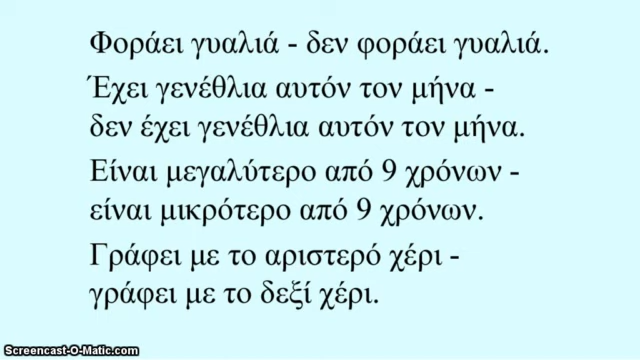 Φοράει γυαλιά - δεν φοράει γυαλιά.
Έχει γενέθλια αυτόν τον μήνα -
δεν έχει γενέθλια αυτόν τον μήνα.
Είναι μεγαλύτερο από 9 χρόνων -
είναι μικρότερο από 9 χρόνων.
Γράφει με το αριστερό χέρι -
γράφει με το δεξί χέρι.
Screencast-O-Matic.com